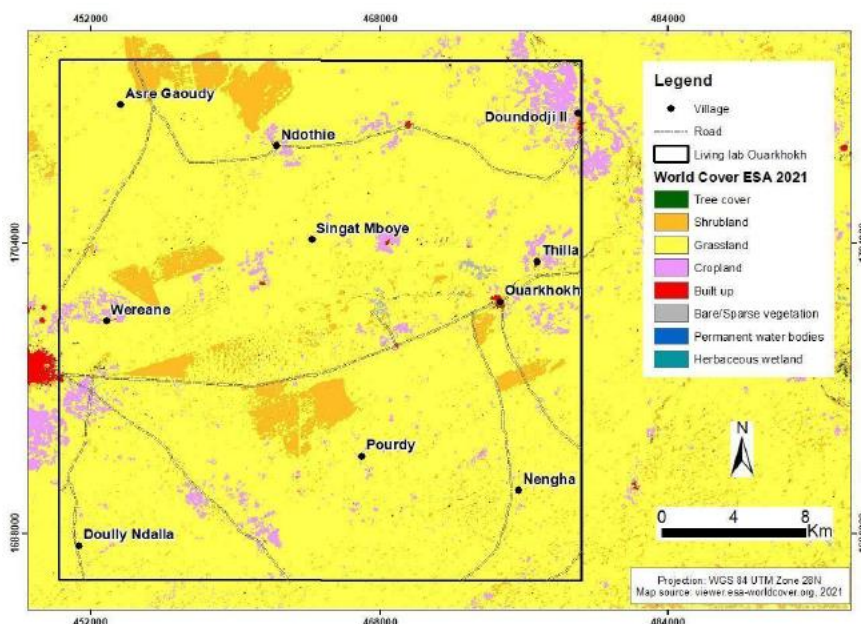 452000 468000 484000
Asre Gaoudy
Ndothie
Doundodji II
Singat Mboye
Thilla
Ouarkhokh
Wereane
Pourdy
Nengha
Doully Ndalla
1704000
1688000
Legend
Village
Road
Living lab Ouarkhokh
World Cover ESA 2021
Tree cover
Shrubland
Grassland
Cropland
Built up
Bare/Sparse vegetation
Permanent water bodies
Herbaceous wetland
N
0 4 8
Km
Projection: WGS 84 UTM Zone 28N
Map source: viewer.esa-worldcover.org, 2021
452000 468000 484000